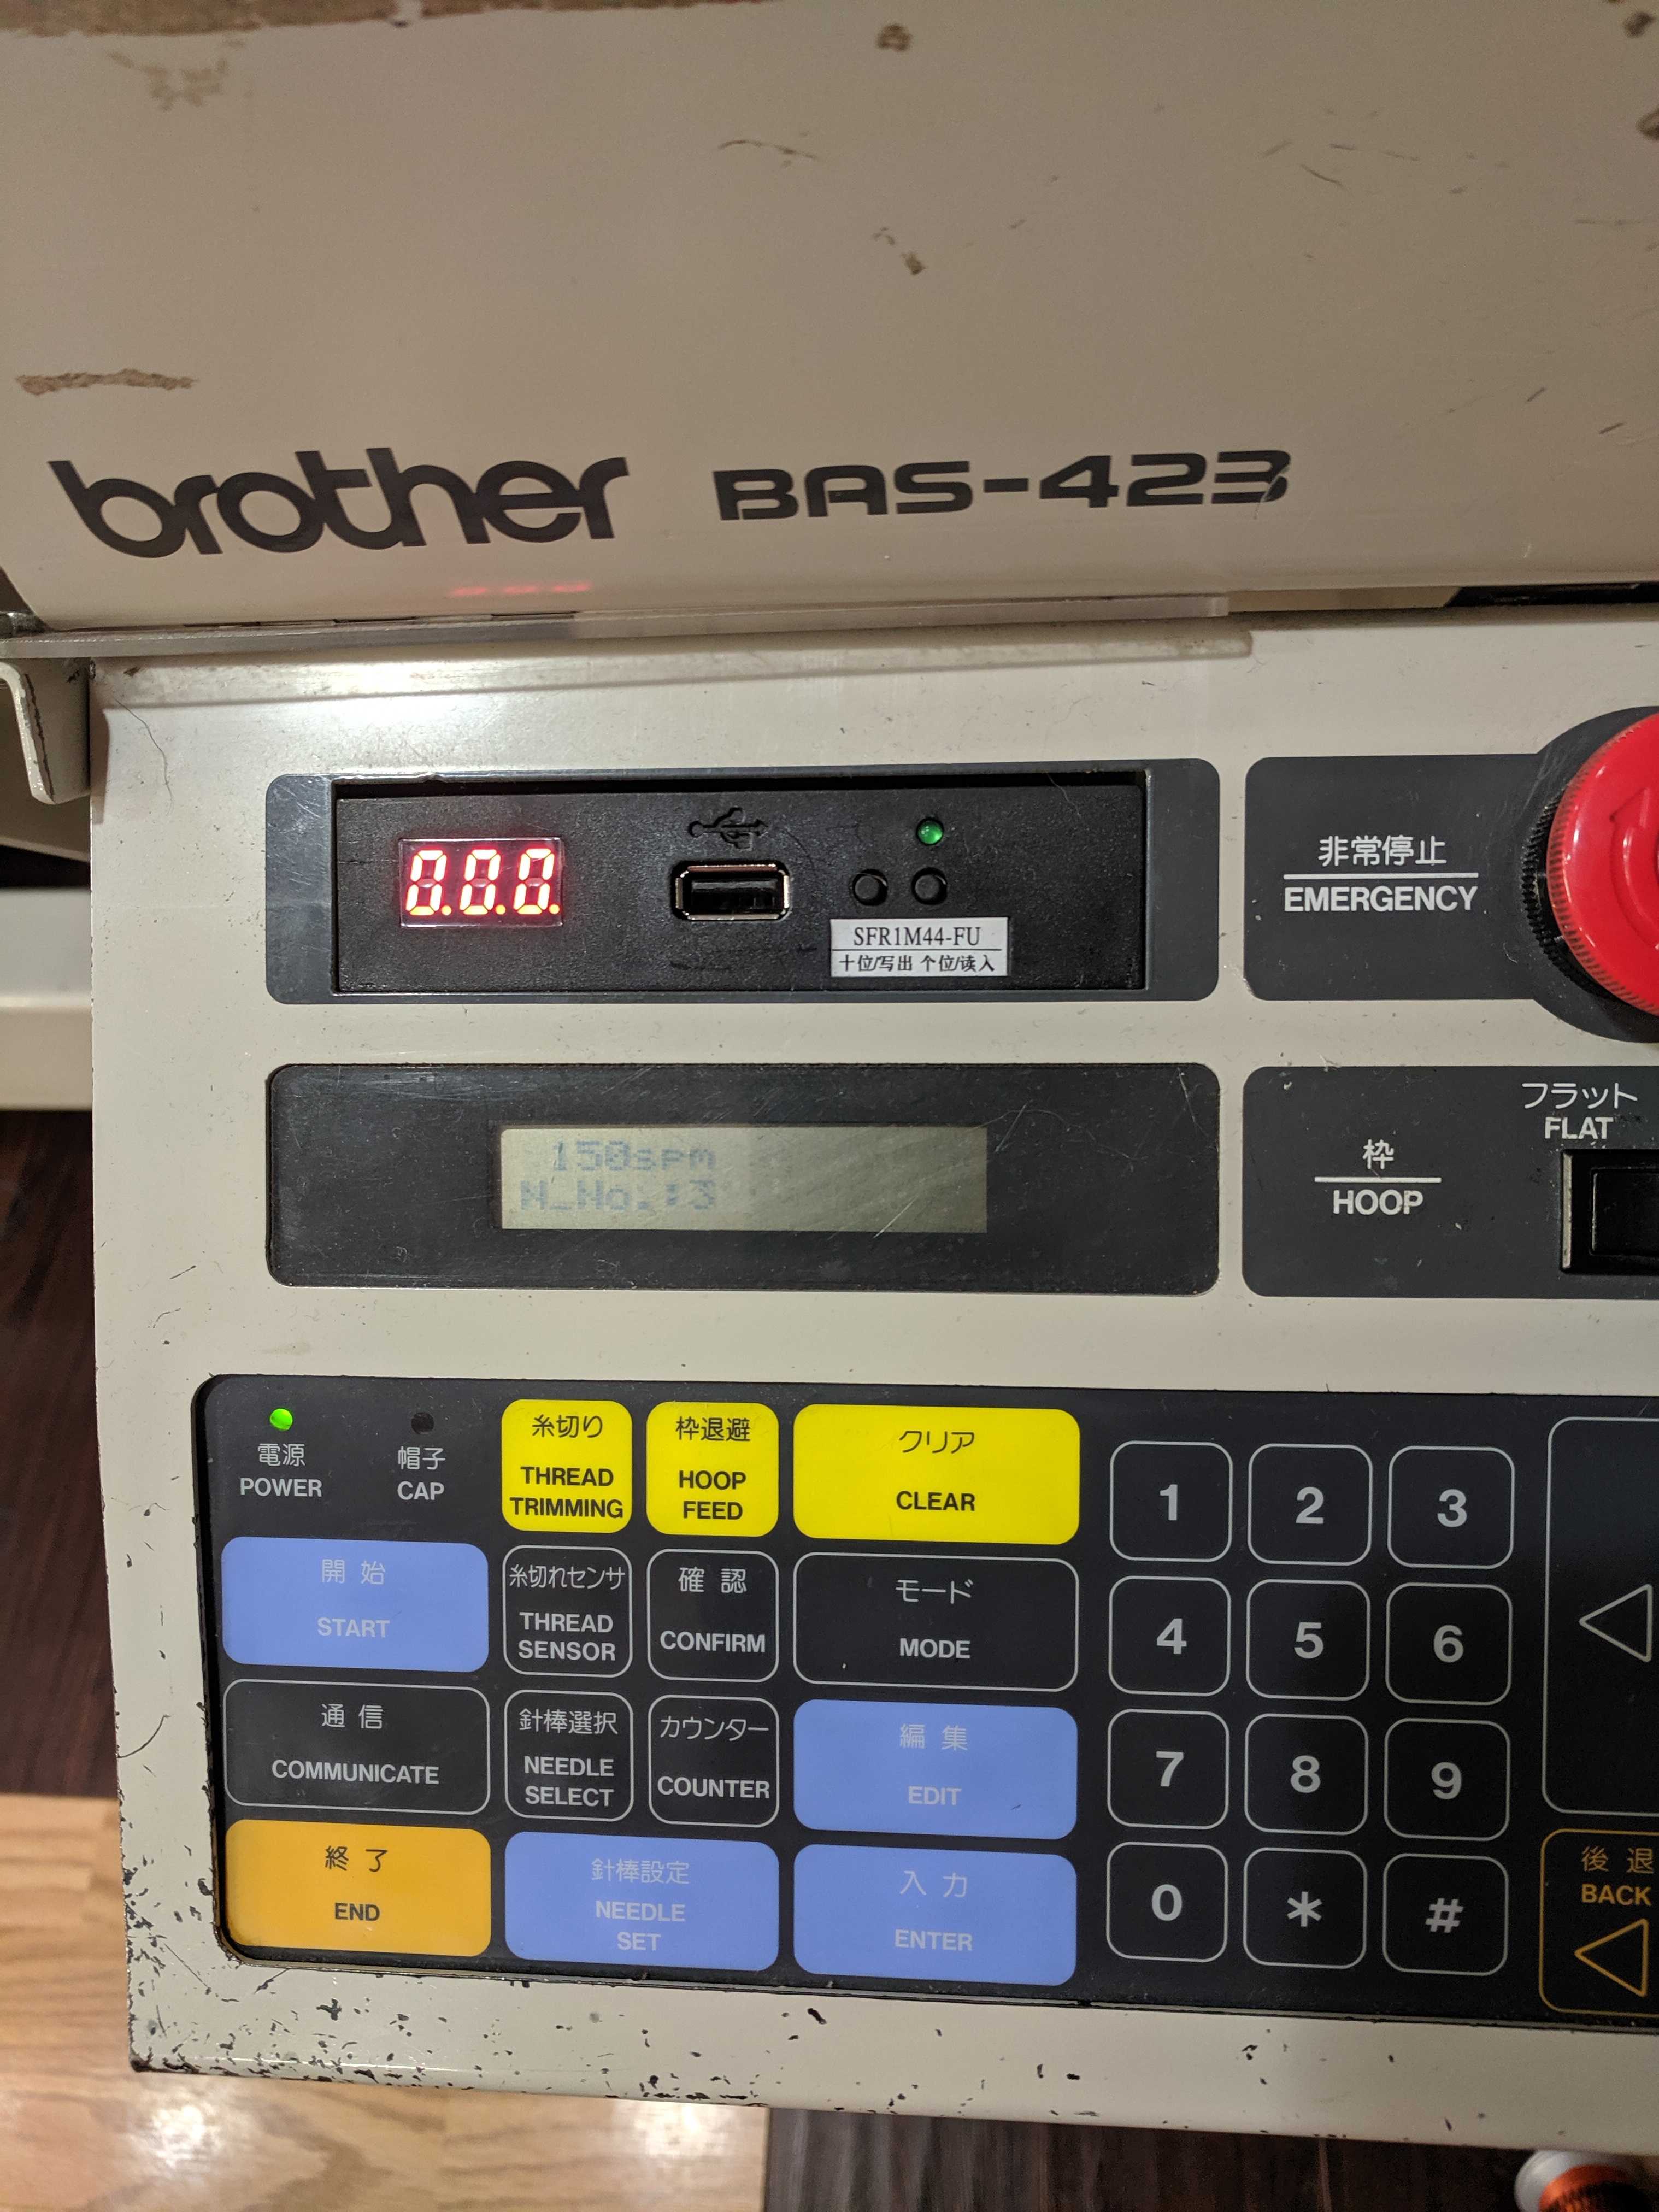 brother BAS-423
0.0.0.
SFR1M44-FU
十位/写出 个位/读入
非常停止
EMERGENCY
150spm
N_No.:3
フラット
FLAT
枠
HOOP
電源
POWER
帽子
CAP
糸切り
THREAD
TRIMMING
枠退避
HOOP
FEED
クリア
CLEAR
1 2 3
開始
START
糸切れセンサ
THREAD
SENSOR
確認
CONFIRM
モード
MODE
4 5 6
通信
COMMUNICATE
針棒選択
NEEDLE
SELECT
カウンター
COUNTER
編集
EDIT
7 8 9
終了
END
針棒設定
NEEDLE
SET
入力
ENTER
0 * #
後退
BACK